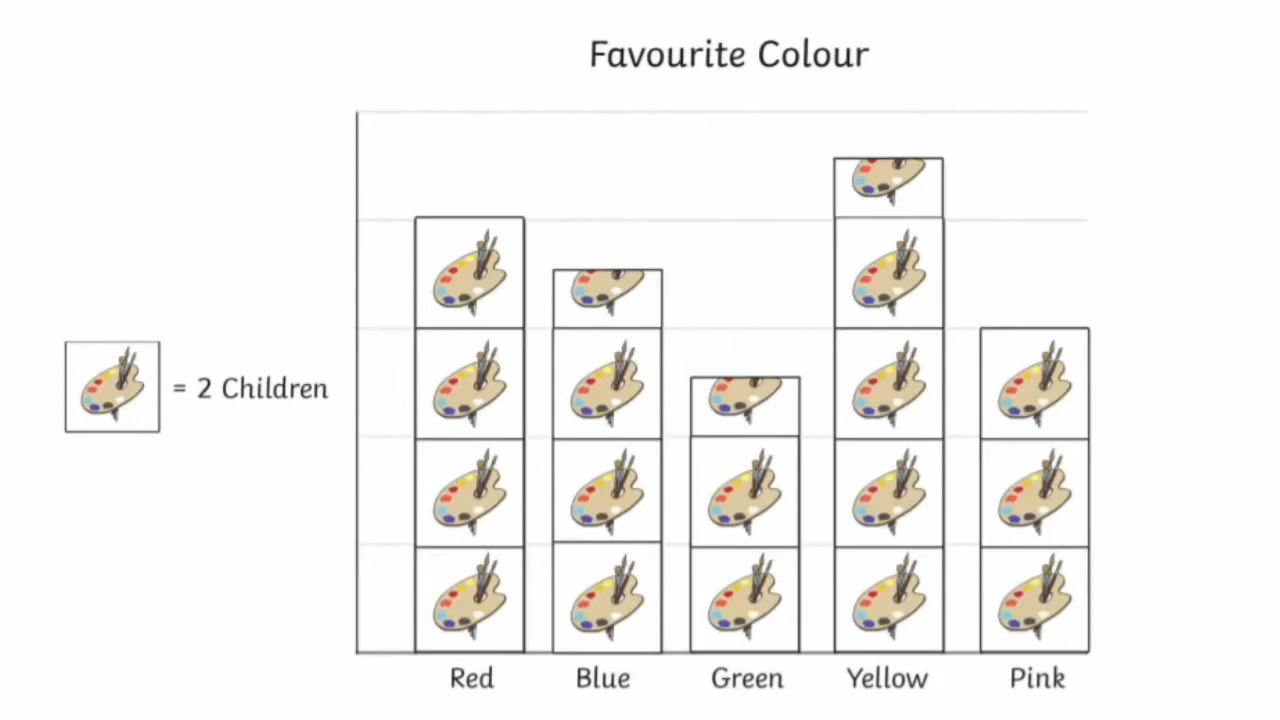 Favourite Colour
= 2 Children
Red
Blue
Green
Yellow
Pink